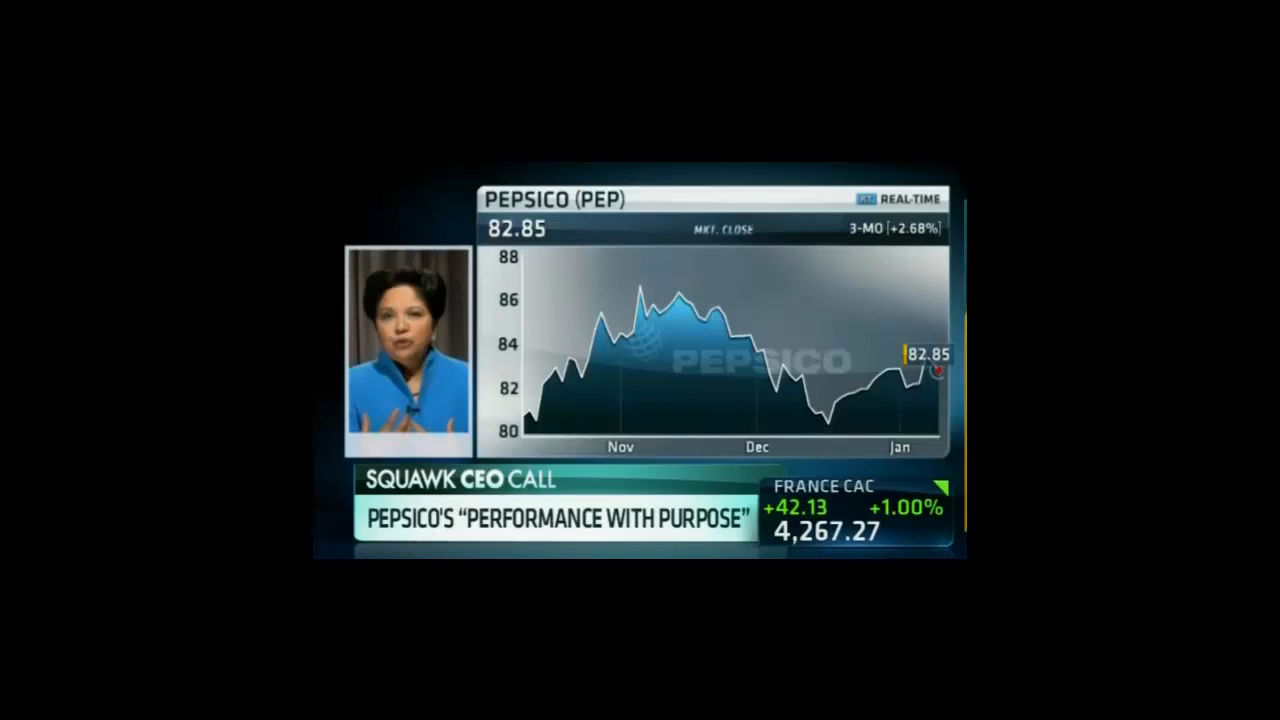 PEPSICO (PEP)
RT REAL-TIME
82.85
MKT. CLOSE
3-MO [+2.68%]
88
86
84
82
80
PEPSICO
82.85
Nov
Dec
Jan
SQUAWK CEO CALL
PEPSICO'S “PERFORMANCE WITH PURPOSE”
FRANCE CAC
+42.13 +1.00%
4,267.27